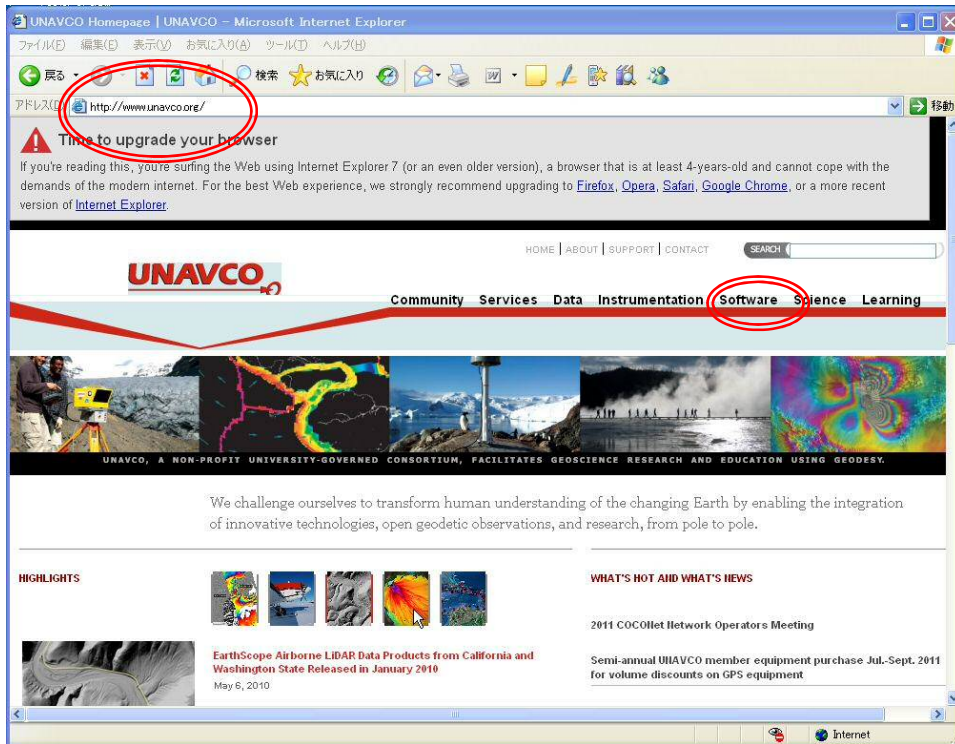 UNAVCO Homepage | UNAVCO - Microsoft Internet Explorer
ファイル(F) 編集(E) 表示(V) お気に入り(A) ツール(T) ヘルプ(H)
戻る 検索 お気に入り
アドレス(D) http://www.unavco.org/ 移動
Time to upgrade your browser
If you're reading this, you're surfing the Web using Internet Explorer 7 (or an even older version), a browser that is at least 4-years-old and cannot cope with the
demands of the modern internet. For the best Web experience, we strongly recommend upgrading to Firefox, Opera, Safari, Google Chrome, or a more recent
version of Internet Explorer.
HOME | ABOUT | SUPPORT | CONTACT SEARCH
UNAVCO
Community Services Data Instrumentation Software Science Learning
UNAVCO, A NON-PROFIT UNIVERSITY-GOVERNED CONSORTIUM, FACILITATES GEOSCIENCE RESEARCH AND EDUCATION USING GEODESY.
We challenge ourselves to transform human understanding of the changing Earth by enabling the integration
of innovative technologies, open geodetic observations, and research, from pole to pole.
HIGHLIGHTS
EarthScope Airborne LiDAR Data Products from California and
Washington State Released in January 2010
May 6, 2010
WHAT'S HOT AND WHAT'S NEWS
2011 COCONet Network Operators Meeting
Semi-annual UNAVCO member equipment purchase Jul.-Sept. 2011
for volume discounts on GPS equipment
Internet